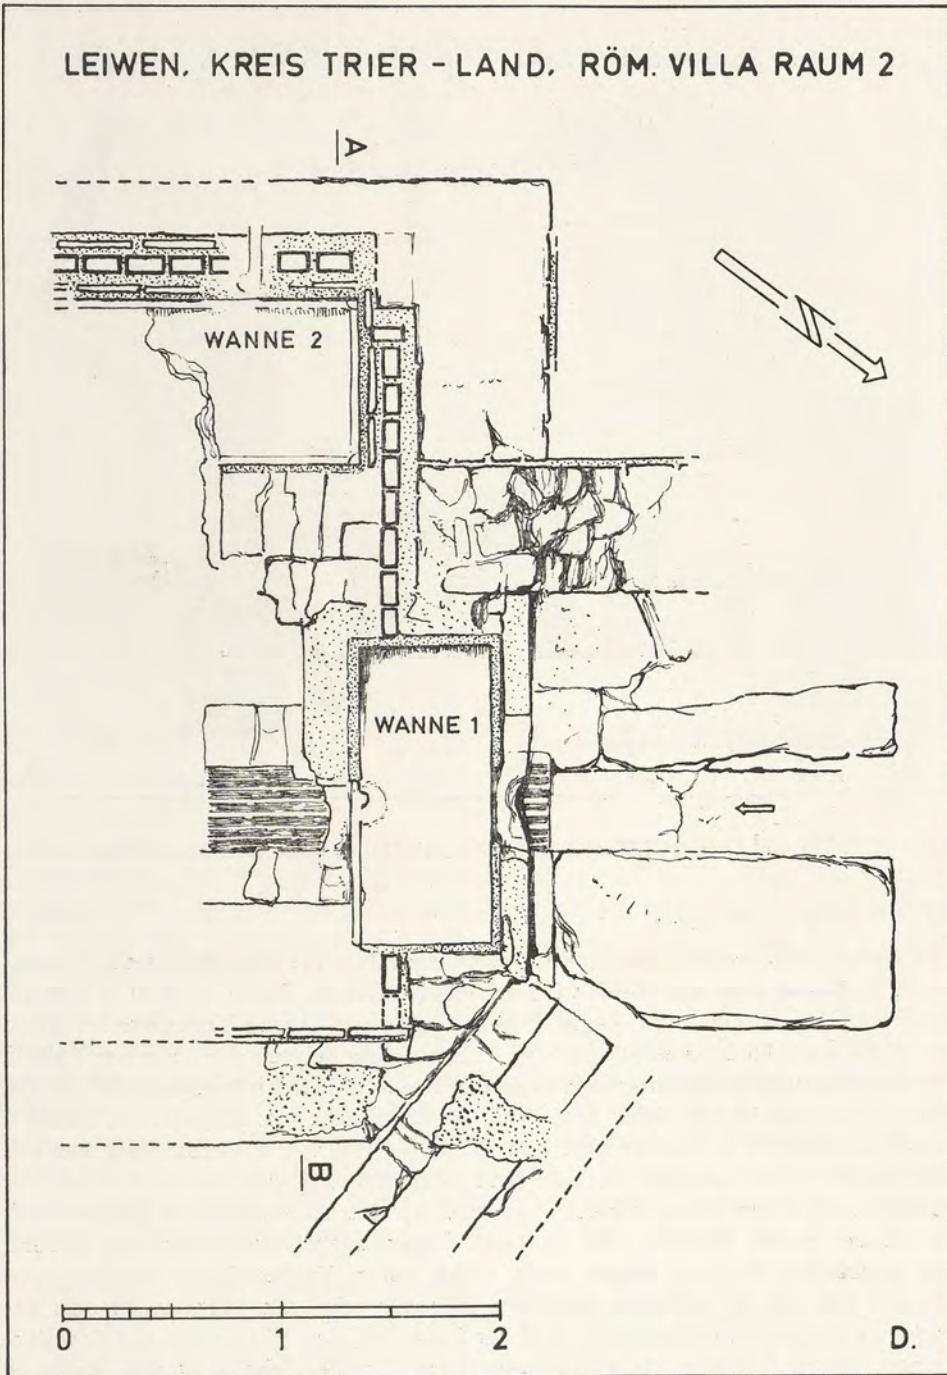 LEIWEN. KREIS TRIER - LAND. RÖM. VILLA RAUM 2
A
WANNE 2
WANNE 1
B
0 1 2 D.